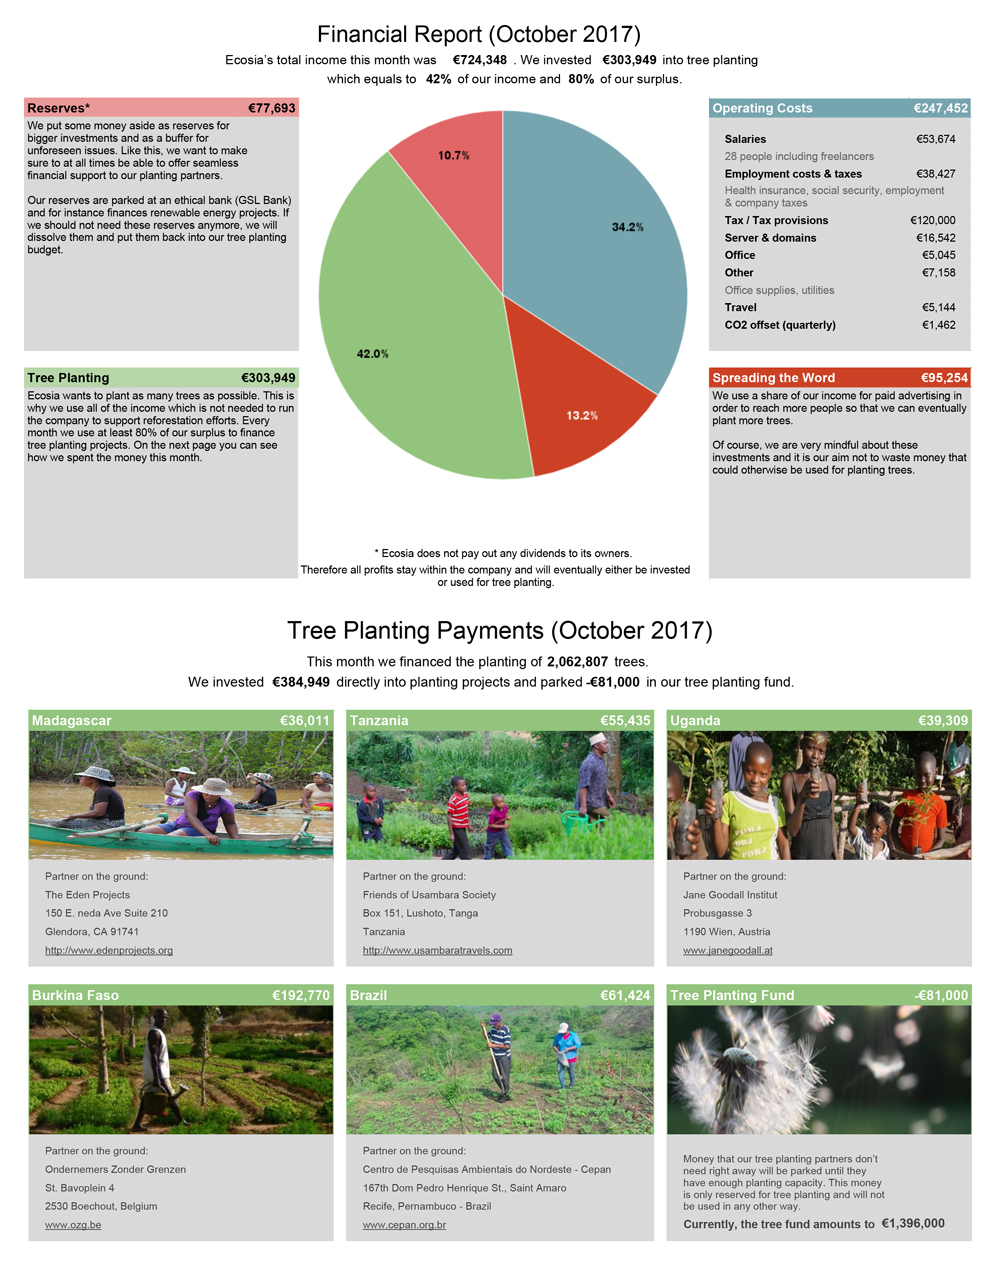 Financial Report (October 2017)
Ecosia's total income this month was €724,348 . We invested €303,949 into tree planting
which equals to 42% of our income and 80% of our surplus.
Reserves* €77,693
We put some money aside as reserves for
bigger investments and as a buffer for
unforeseen issues. Like this, we want to make
sure to at all times be able to offer seamless
financial support to our planting partners.
Our reserves are parked at an ethical bank (GSL Bank)
and for instance finances renewable energy projects. If
we should not need these reserves anymore, we will
dissolve them and put them back into our tree planting
budget.
10.7%
34.2%
42.0%
13.2%
Operating Costs €247,452
Salaries €53,674
28 people including freelancers
Employment costs & taxes €38,427
Health insurance, social security, employment
& company taxes
Tax / Tax provisions €120,000
Server & domains €16,542
Office €5,045
Other €7,158
Office supplies, utilities
Travel €5,144
CO2 offset (quarterly) €1,462
Tree Planting €303,949
Ecosia wants to plant as many trees as possible. This is
why we use all of the income which is not needed to run
the company to support reforestation efforts. Every
month we use at least 80% of our surplus to finance
tree planting projects. On the next page you can see
how we spent the money this month.
Spreading the Word €95,254
We use a share of our income for paid advertising in
order to reach more people so that we can eventually
plant more trees.
Of course, we are very mindful about these
investments and it is our aim not to waste money that
could otherwise be used for planting trees.
* Ecosia does not pay out any dividends to its owners.
Therefore all profits stay within the company and will eventually either be invested
or used for tree planting.
Tree Planting Payments (October 2017)
This month we financed the planting of 2,062,807 trees.
We invested €384,949 directly into planting projects and parked -€81,000 in our tree planting fund.
Madagascar €36,011
Partner on the ground:
The Eden Projects
150 E. neda Ave Suite 210
Glendora, CA 91741
http://www.edenprojects.org
Tanzania €55,435
Partner on the ground:
Friends of Usambara Society
Box 151, Lushoto, Tanga
Tanzania
http://www.usambaratravels.com
Uganda €39,309
Partner on the ground:
Jane Goodall Institut
Probusgasse 3
1190 Wien, Austria
www.janegoodall.at
Burkina Faso €192,770
Partner on the ground:
Ondernemers Zonder Grenzen
St. Bavoplein 4
2530 Boechout, Belgium
www.ozg.be
Brazil €61,424
Partner on the ground:
Centro de Pesquisas Ambientais do Nordeste - Cepan
167th Dom Pedro Henrique St., Saint Amaro
Recife, Pernambuco - Brazil
www.cepan.org.br
Tree Planting Fund -€81,000
Money that our tree planting partners don't
need right away will be parked until they
have enough planting capacity. This money
is only reserved for tree planting and will not
be used in any other way.
Currently, the tree fund amounts to €1,396,000